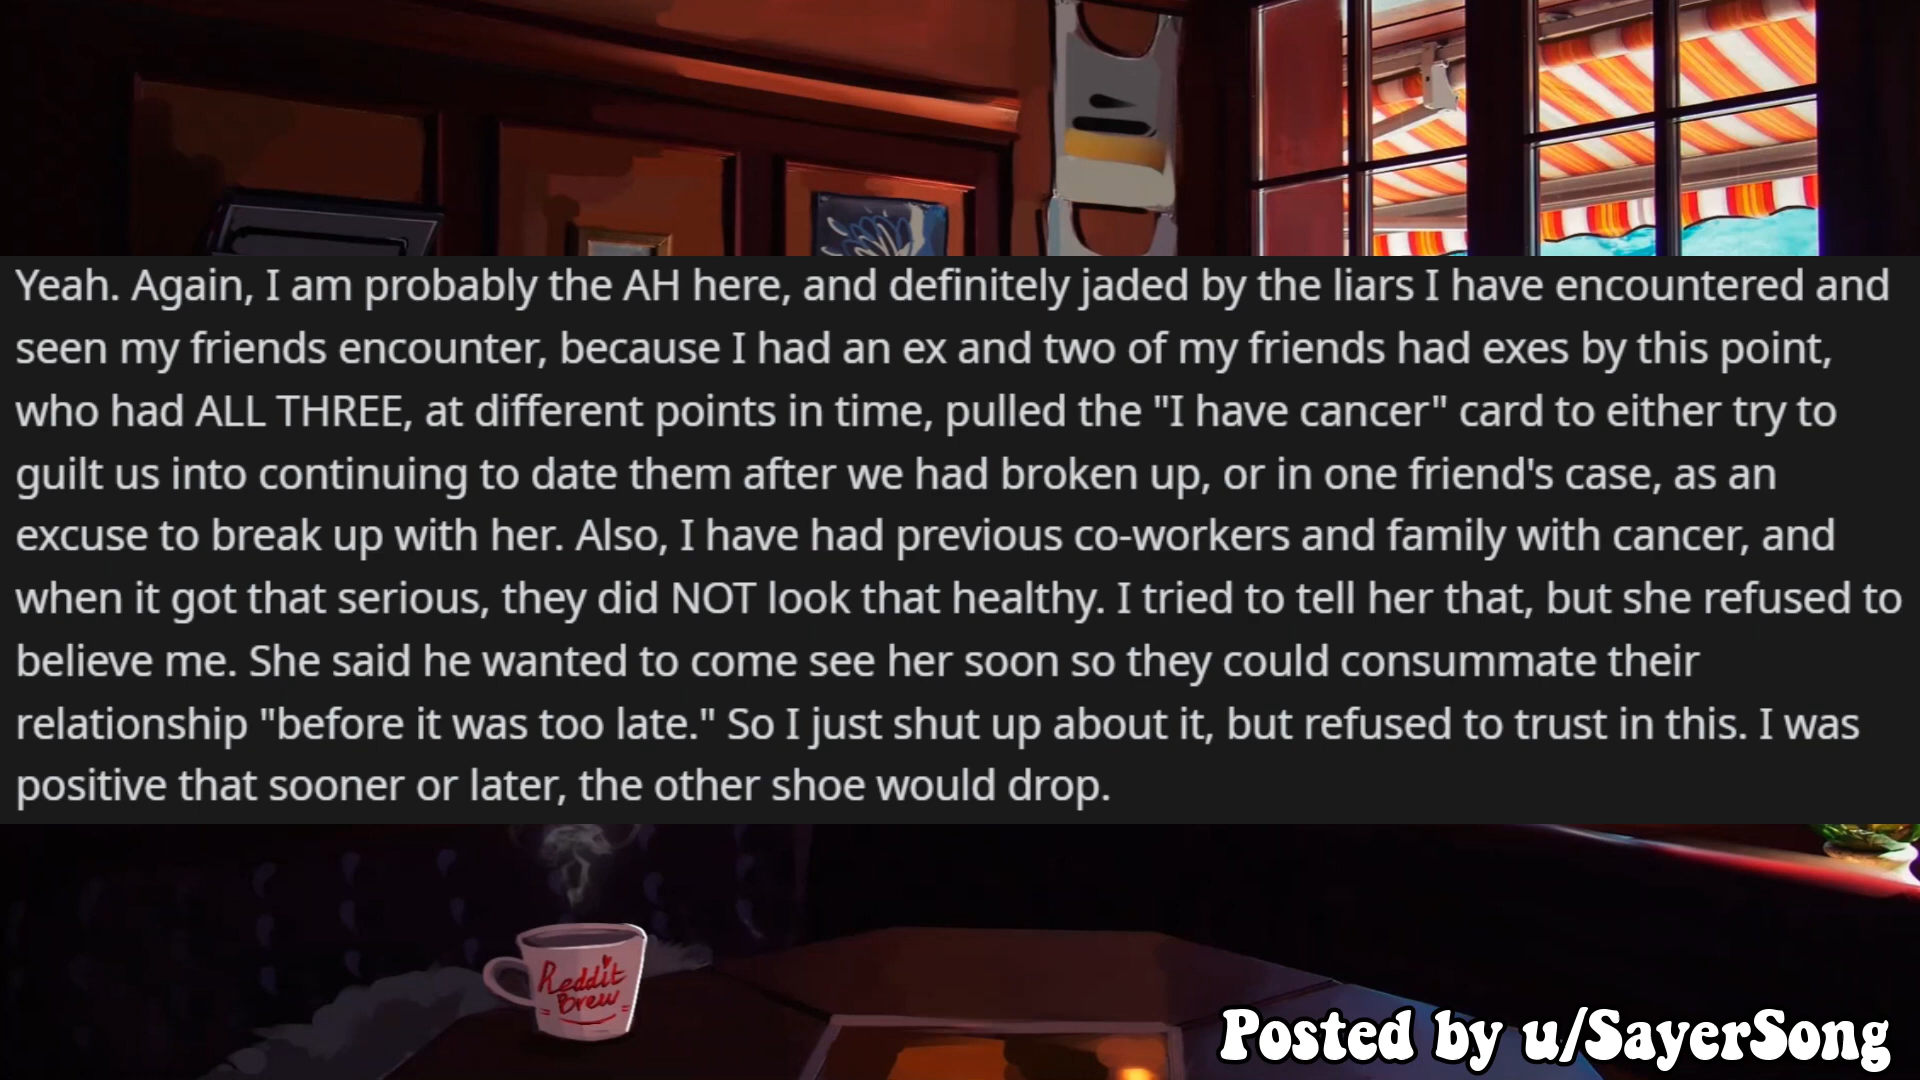 Yeah. Again, I am probably the AH here, and definitely jaded by the liars I have encountered and
seen my friends encounter, because I had an ex and two of my friends had exes by this point,
who had ALL THREE, at different points in time, pulled the "I have cancer" card to either try to
guilt us into continuing to date them after we had broken up, or in one friend's case, as an
excuse to break up with her. Also, I have had previous co-workers and family with cancer, and
when it got that serious, they did NOT look that healthy. I tried to tell her that, but she refused to
believe me. She said he wanted to come see her soon so they could consummate their
relationship "before it was too late." So I just shut up about it, but refused to trust in this. I was
positive that sooner or later, the other shoe would drop.
Reddit
Brew
Posted by u/SayerSong